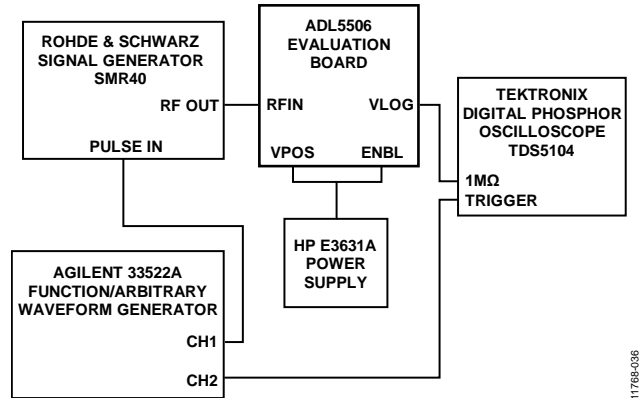 ROHDE & SCHWARZ
SIGNAL GENERATOR
SMR40
RF OUT
PULSE IN
ADL5506
EVALUATION
BOARD
RFIN
VLOG
VPOS
ENBL
TEKTRONIX
DIGITAL PHOSPHOR
OSCILLOSCOPE
TDS5104
1MΩ
TRIGGER
HP E3631A
POWER
SUPPLY
AGILENT 33522A
FUNCTION/ARBITRARY
WAVEFORM GENERATOR
CH1
CH2
11768-036